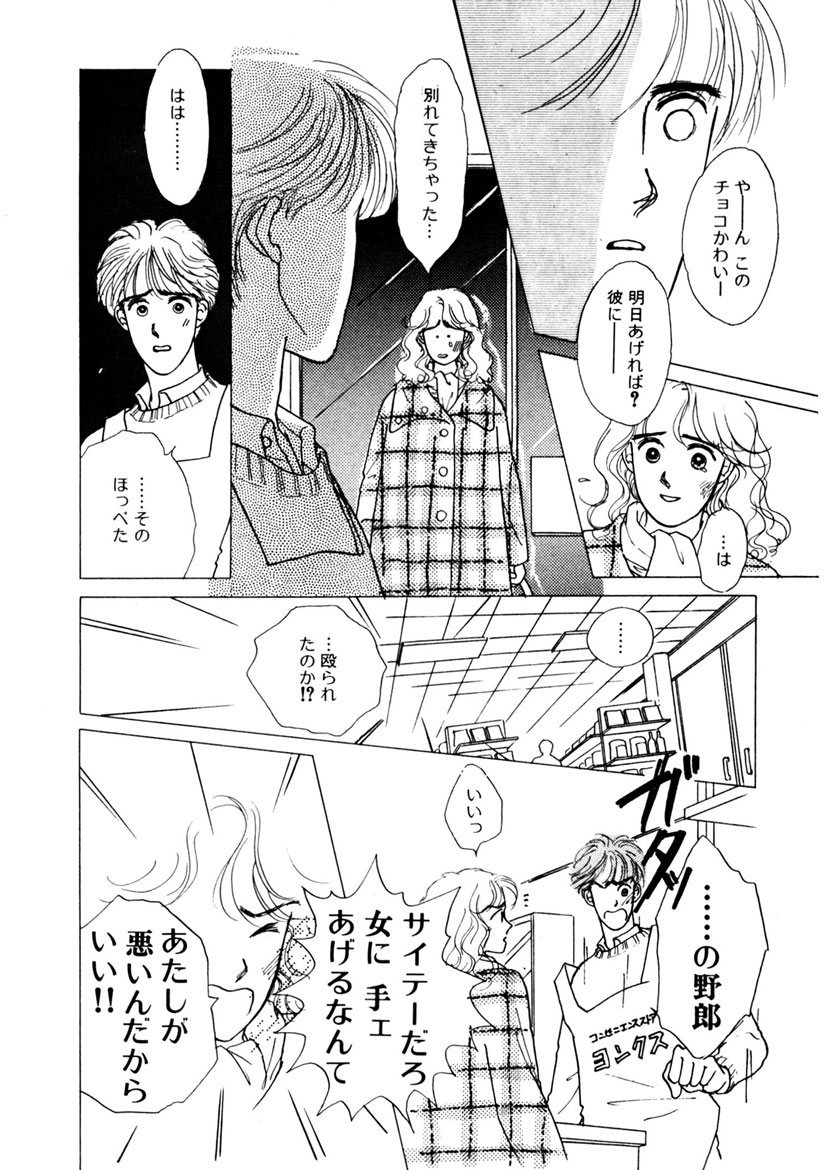 やーーん この
チョコかわいー
明日あげれば?
彼に――
…は
別れてきちゃった…
はは………
……その
ほっぺた
……
…殴られ
たのか!?
ガタッ
……の野郎
いいっ
コンビニエンスストア
ヨンクス
サイテーだろ
女に 手ェ
あげるなんて
あたしが
悪いんだから
いい!!